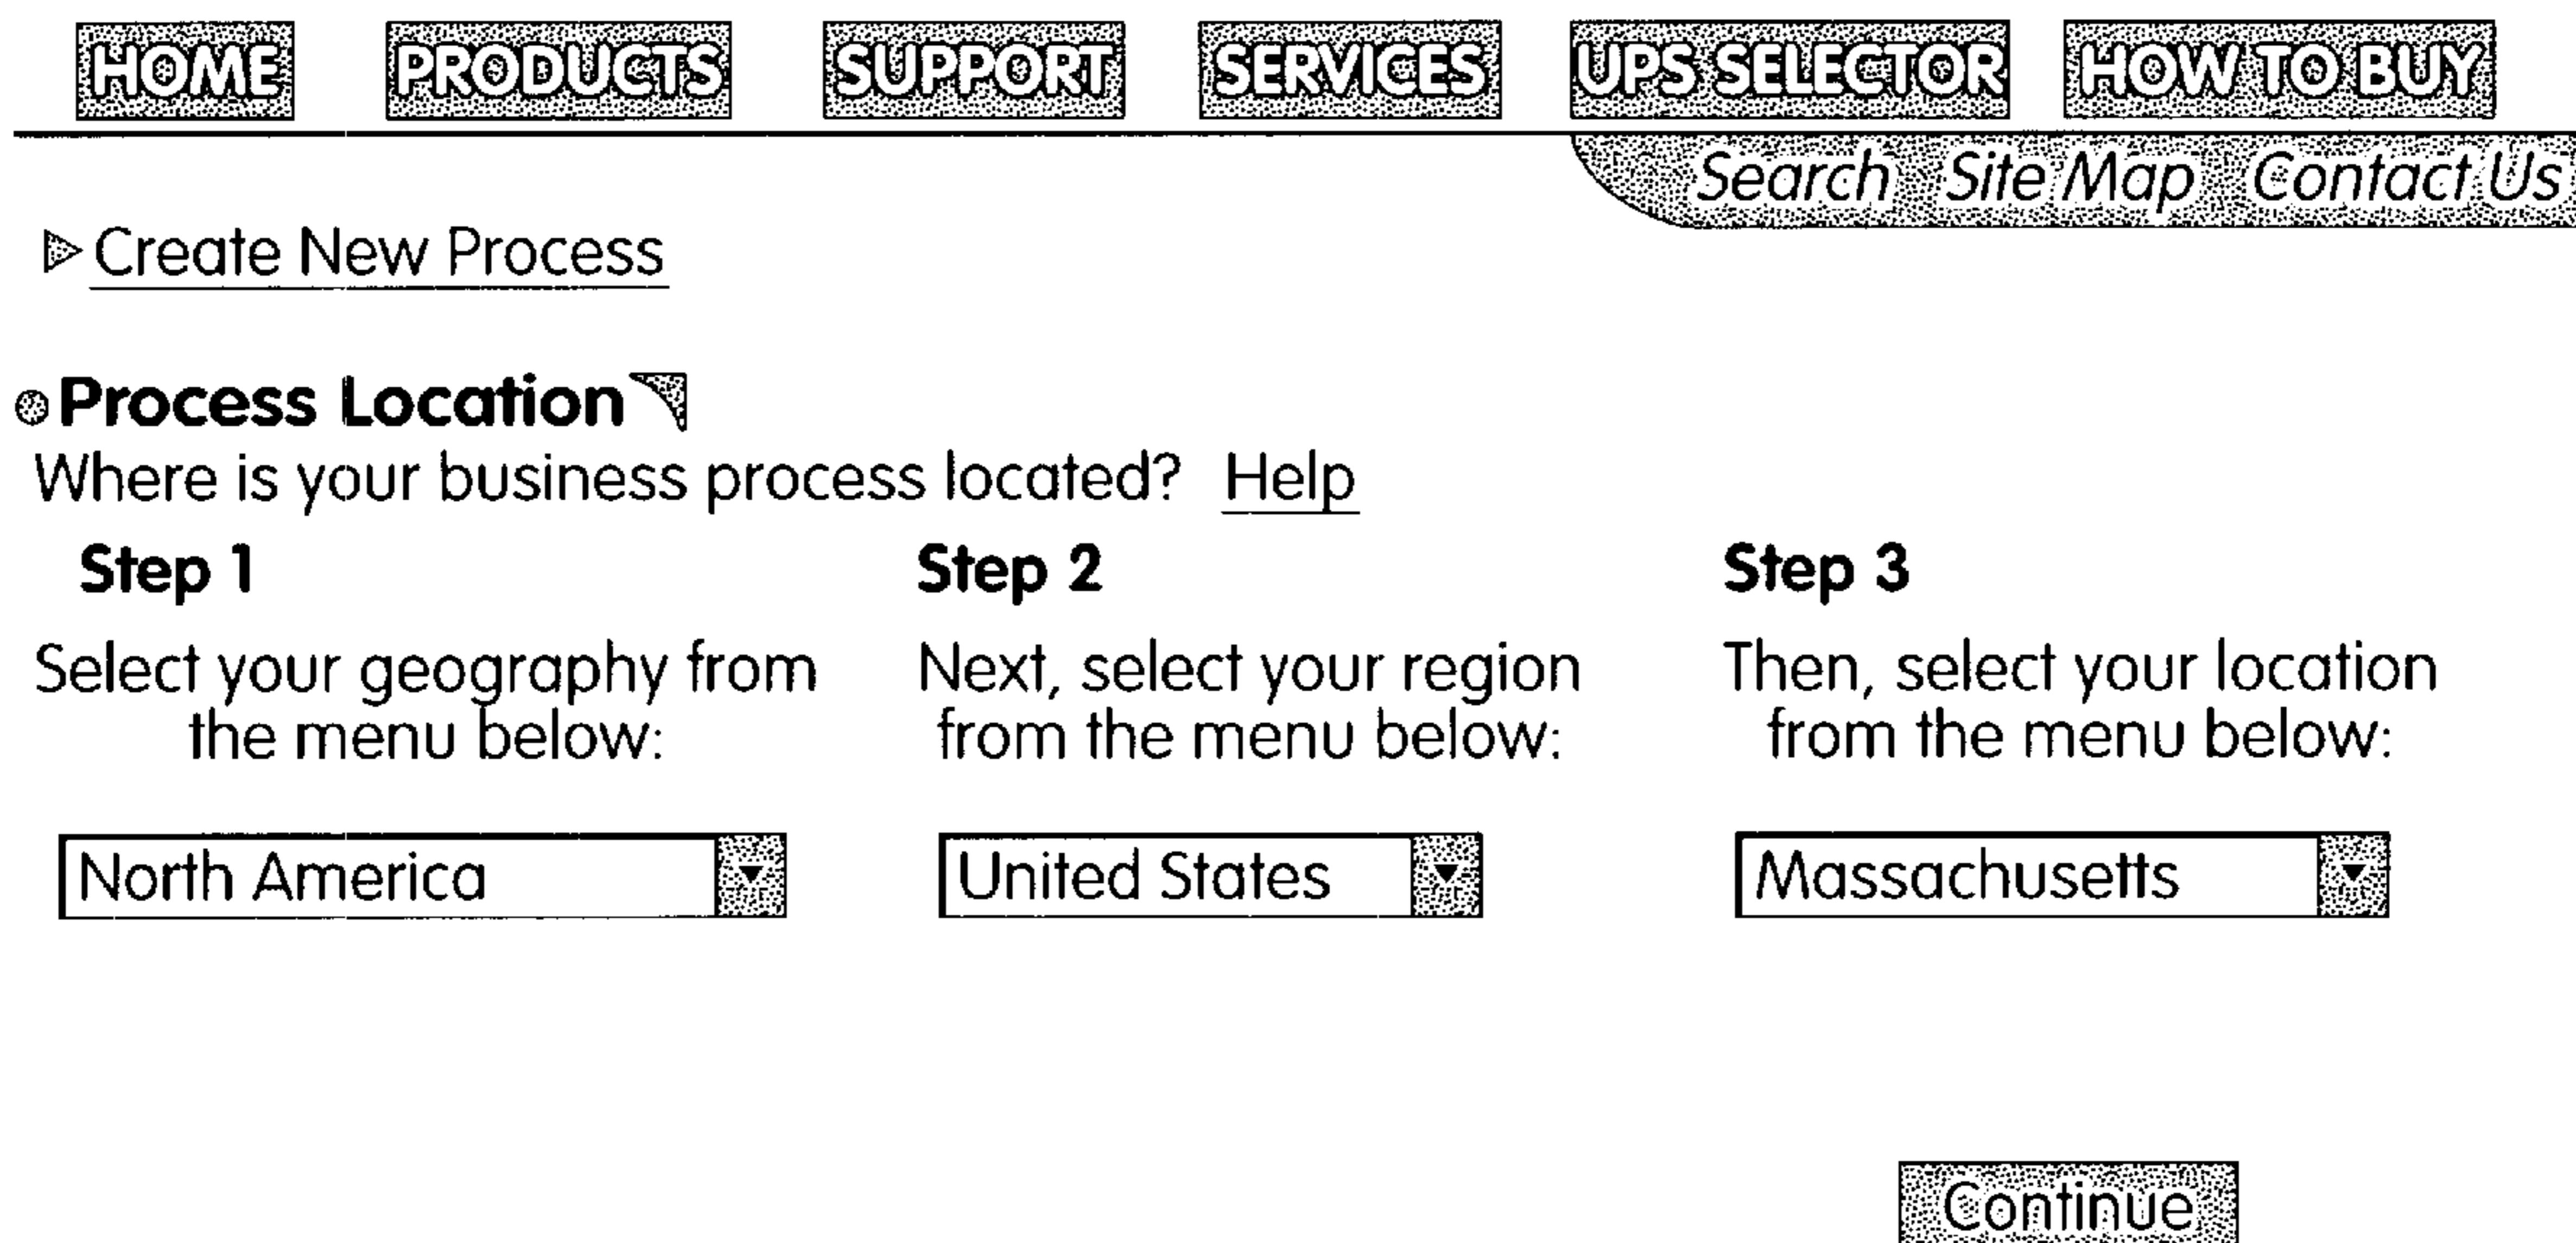 HOME PRODUCTS SUPPORT SERVICES UPS SELECTOR HOW TO BUY
Search Site Map Contact Us
Create New Process
Process Location
Where is your business process located? Help
Step 1
Select your geography from
the menu below:
North America
Step 2
Next, select your region
from the menu below:
United States
Step 3
Then, select your location
from the menu below:
Massachusetts
Continue